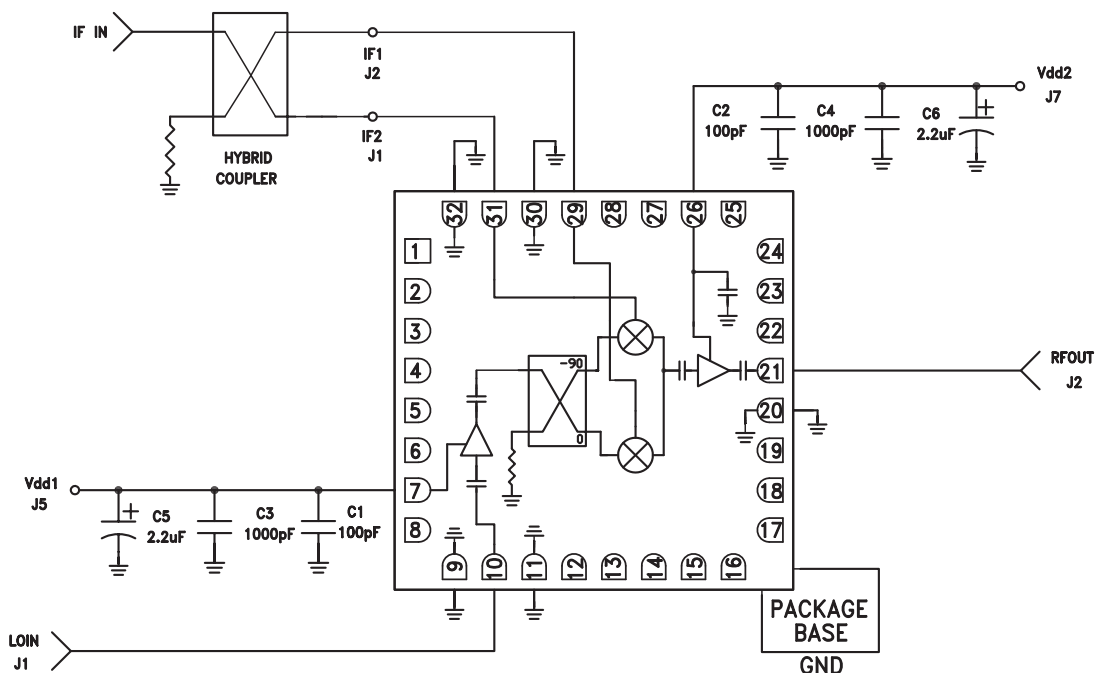 IF IN
IF1
J2
IF2
J1
HYBRID
COUPLER
Vdd2
J7
C2
100pF
C4
1000pF
C6
2.2uF
+
32
31
30
29
28
27
26
25
1
2
3
4
5
6
7
8
24
23
22
21
20
19
18
17
-90
0
RFOUT
J2
Vdd1
J5
+
C5
2.2uF
C3
1000pF
C1
100pF
9
10
11
12
13
14
15
16
LOIN
J1
PACKAGE
BASE
GND